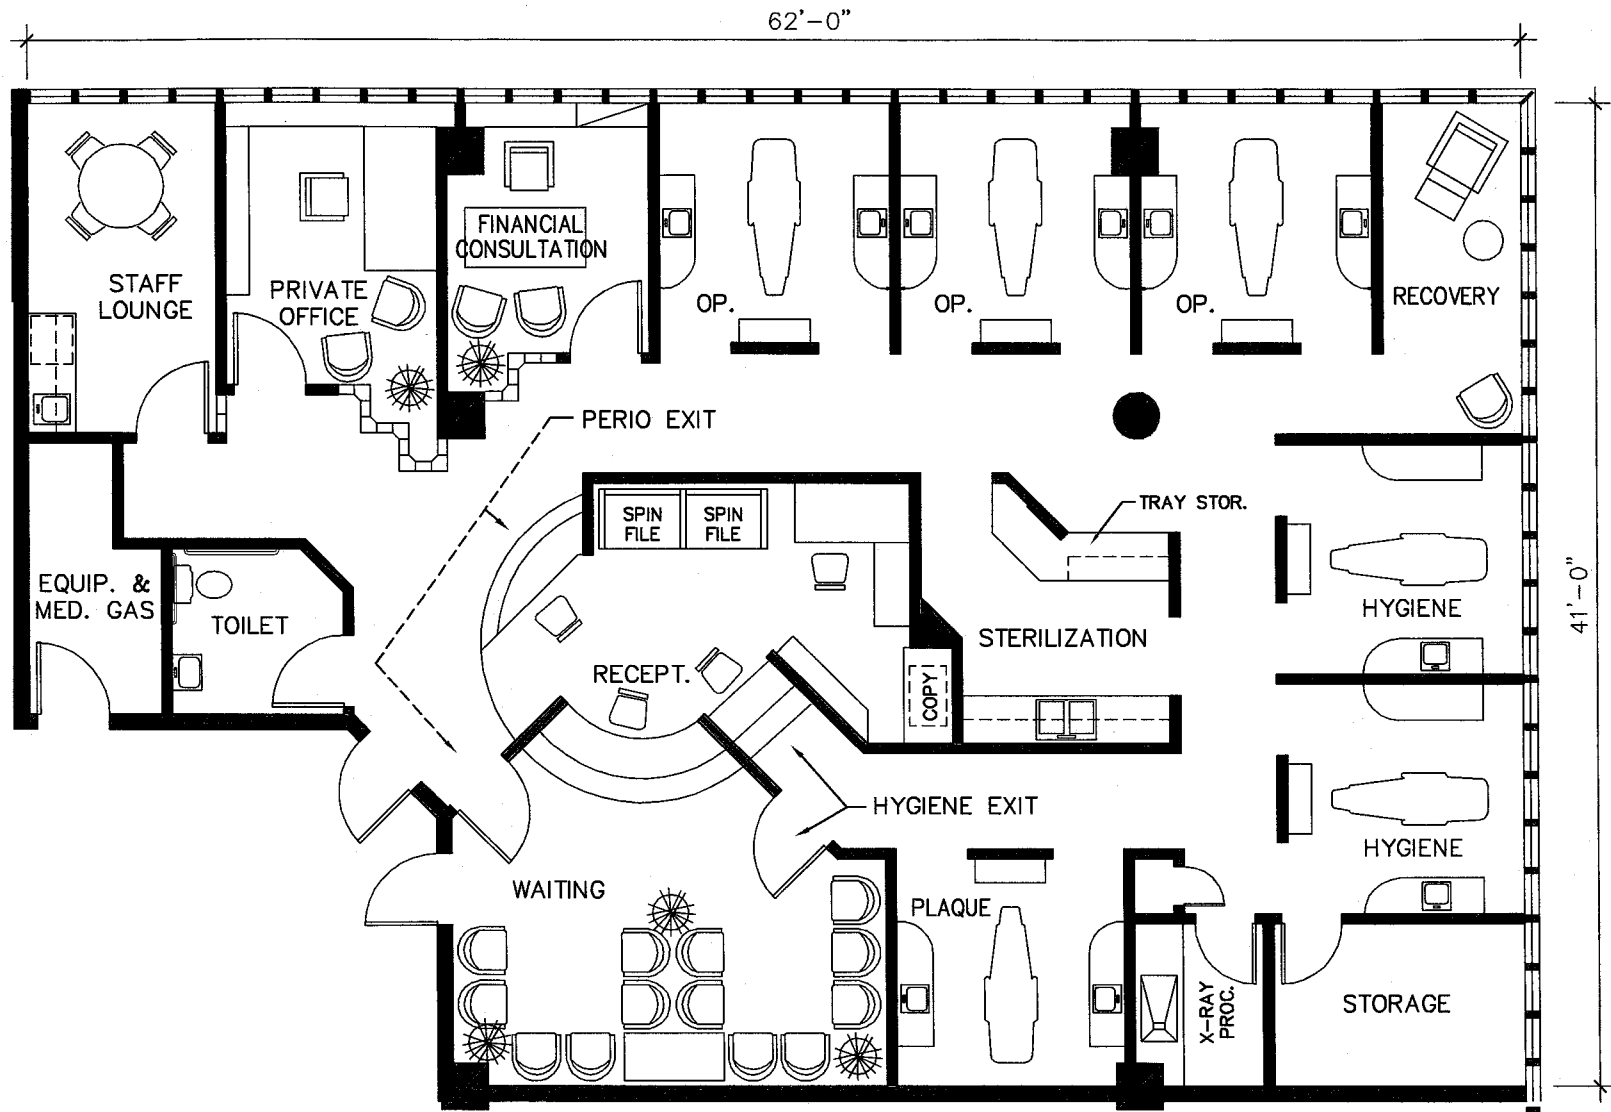 62'-0"
STAFF
LOUNGE
PRIVATE
OFFICE
FINANCIAL
CONSULTATION
OP.
OP.
OP.
RECOVERY
PERIO EXIT
SPIN
FILE
SPIN
FILE
TRAY STOR.
EQUIP. &
MED. GAS
TOILET
RECEPT.
COPY
STERILIZATION
HYGIENE
41'-0"
HYGIENE EXIT
HYGIENE
WAITING
PLAQUE
X-RAY
PROC.
STORAGE